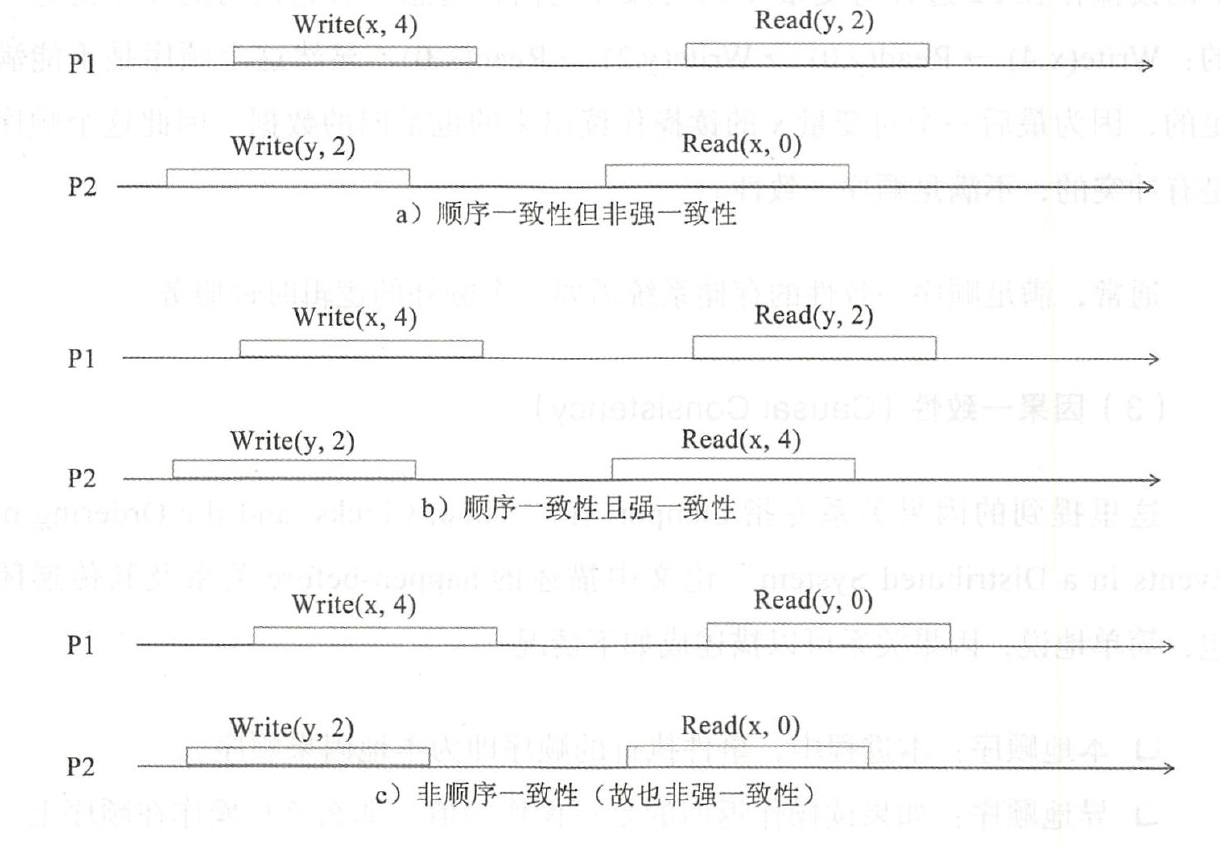 Write(x, 4) Read(y, 2)
P1
Write(y, 2) Read(x, 0)
P2
a）顺序一致性但非强一致性
Write(x, 4) Read(y, 2)
P1
Write(y, 2) Read(x, 4)
P2
b）顺序一致性且强一致性
Write(x, 4) Read(y, 0)
P1
Write(y, 2) Read(x, 0)
P2
c）非顺序一致性（故也非强一致性）